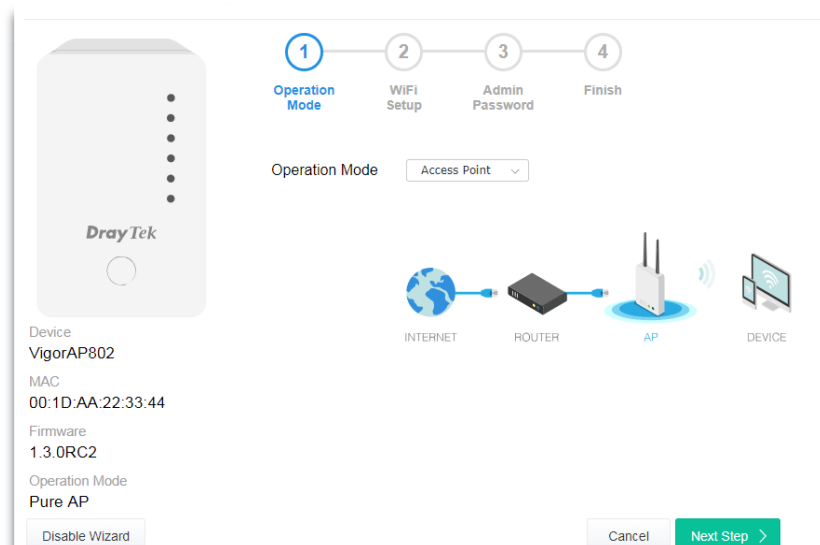 1 2 3 4
Operation Mode
WiFi Setup
Admin Password
Finish
Operation Mode
Access Point
DrayTek
INTERNET ROUTER AP DEVICE
Device
VigorAP802
MAC
00:1D:AA:22:33:44
Firmware
1.3.0RC2
Operation Mode
Pure AP
Disable Wizard
Cancel
Next Step